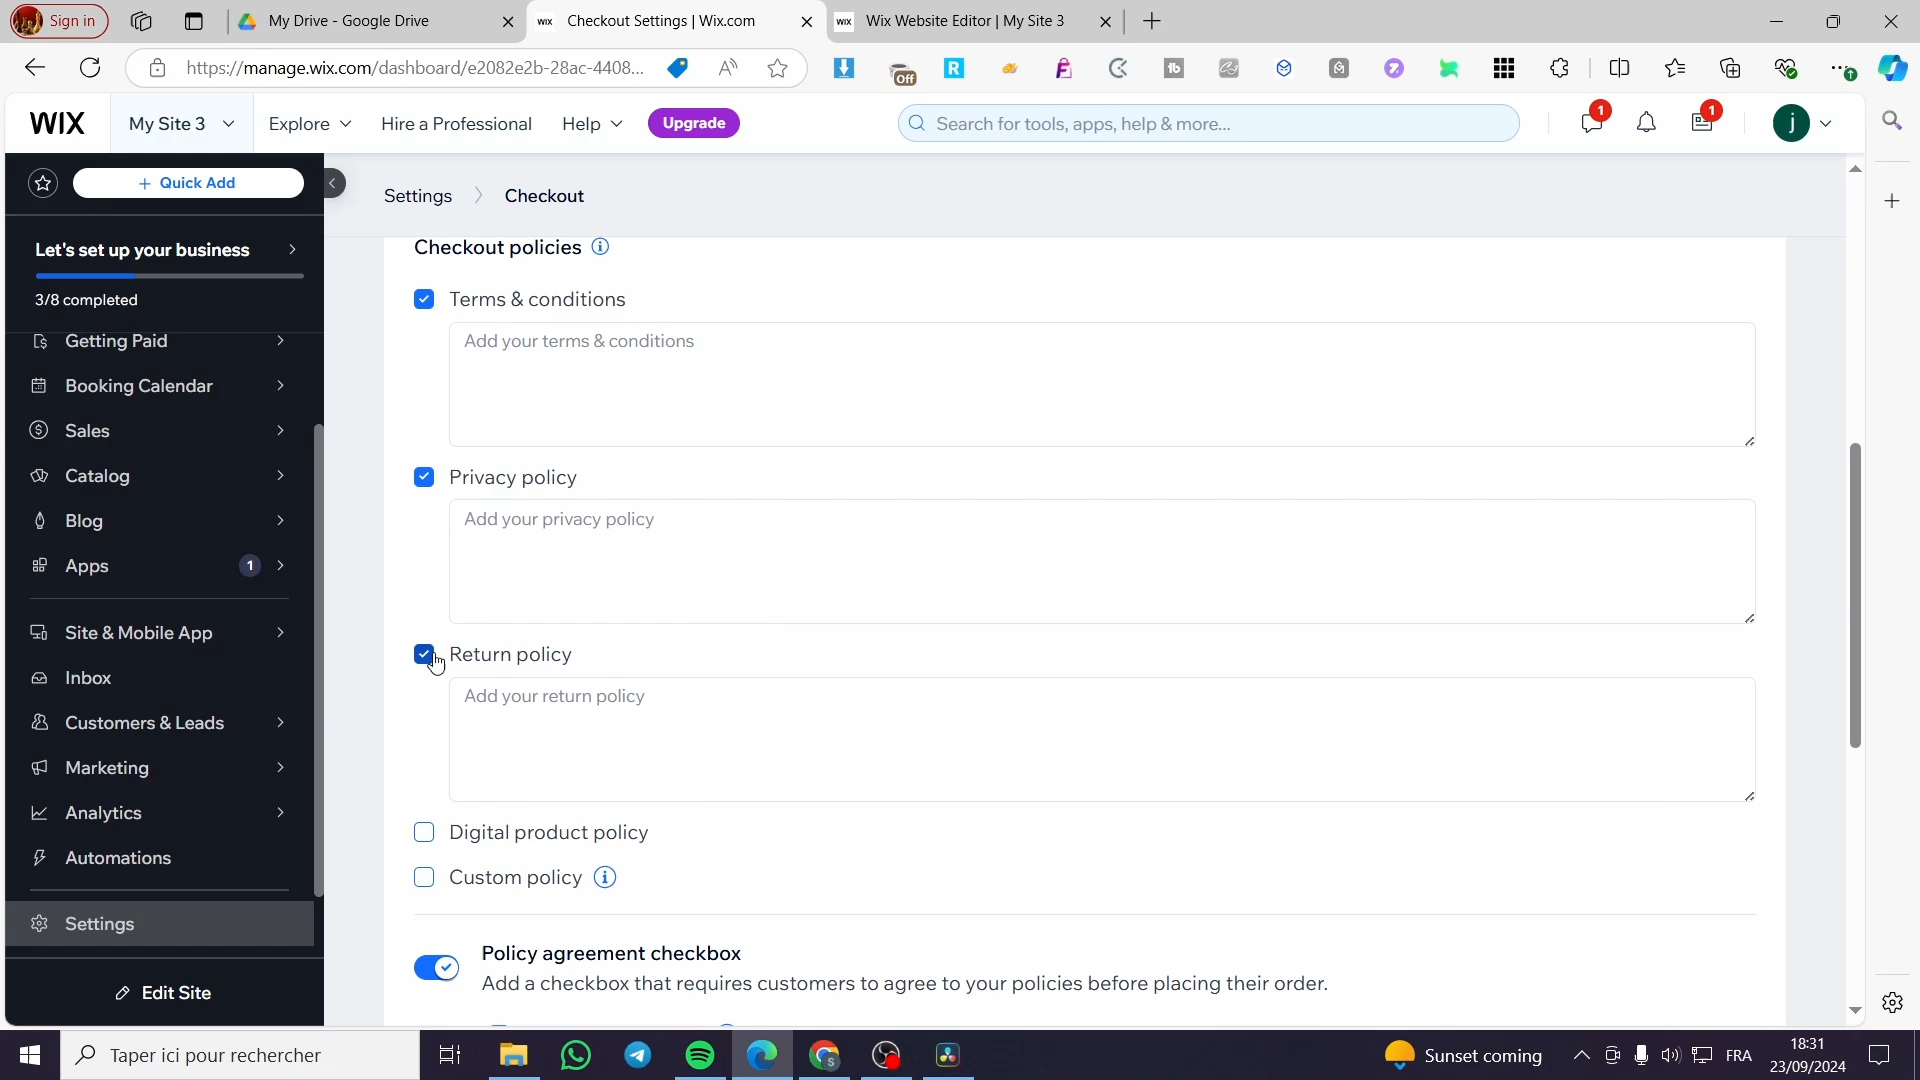 Sign in
My Drive - Google Drive
WIX Checkout Settings | Wix.com
WIX Wix Website Editor | My Site 3
https://manage.wix.com/dashboard/e2082e2b-28ac-4408...
Off
WIX
My Site 3
Explore
Hire a Professional
Help
Upgrade
Search for tools, apps, help & more...
1
1
j
Quick Add
Let's set up your business
3/8 completed
Getting Paid
Booking Calendar
Sales
Catalog
Blog
Apps 1
Site & Mobile App
Inbox
Customers & Leads
Marketing
Analytics
Automations
Settings
Edit Site
Settings
Checkout
Checkout policies
Terms & conditions
Add your terms & conditions
Privacy policy
Add your privacy policy
Return policy
Add your return policy
Digital product policy
Custom policy
Policy agreement checkbox
Add a checkbox that requires customers to agree to your policies before placing their order.
Taper ici pour rechercher
Sunset coming
FRA
18:31
23/09/2024